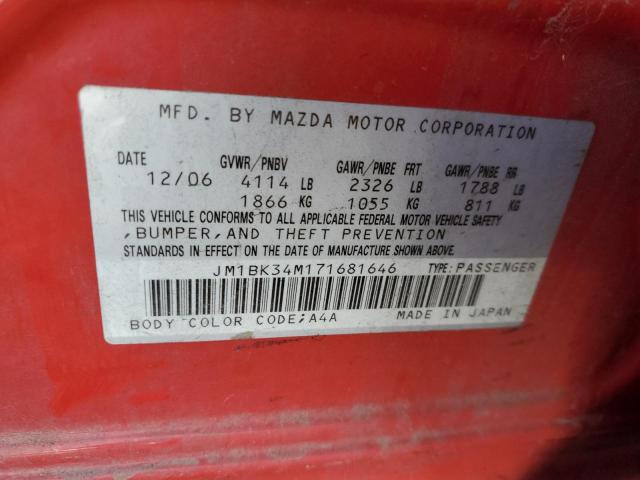 MFD. BY MAZDA MOTOR CORPORATION
DATE GVWR/PNBV GAWR/PNBE FRT GAWR/PNBE RR
12/06 4114 LB 2326 LB 1788 LB
1866 KG 1055 KG 811 KG
THIS VEHICLE CONFORMS TO ALL APPLICABLE FEDERAL MOTOR VEHICLE SAFETY
,BUMPER,AND THEFT PREVENTION
STANDARDS IN EFFECT ON THE DATE OF MANUFACTURE SHOWN ABOVE.
JM1BK34M171681646 TYPE:PASSENGER
BODY COLOR CODE;A4A MADE IN JAPAN